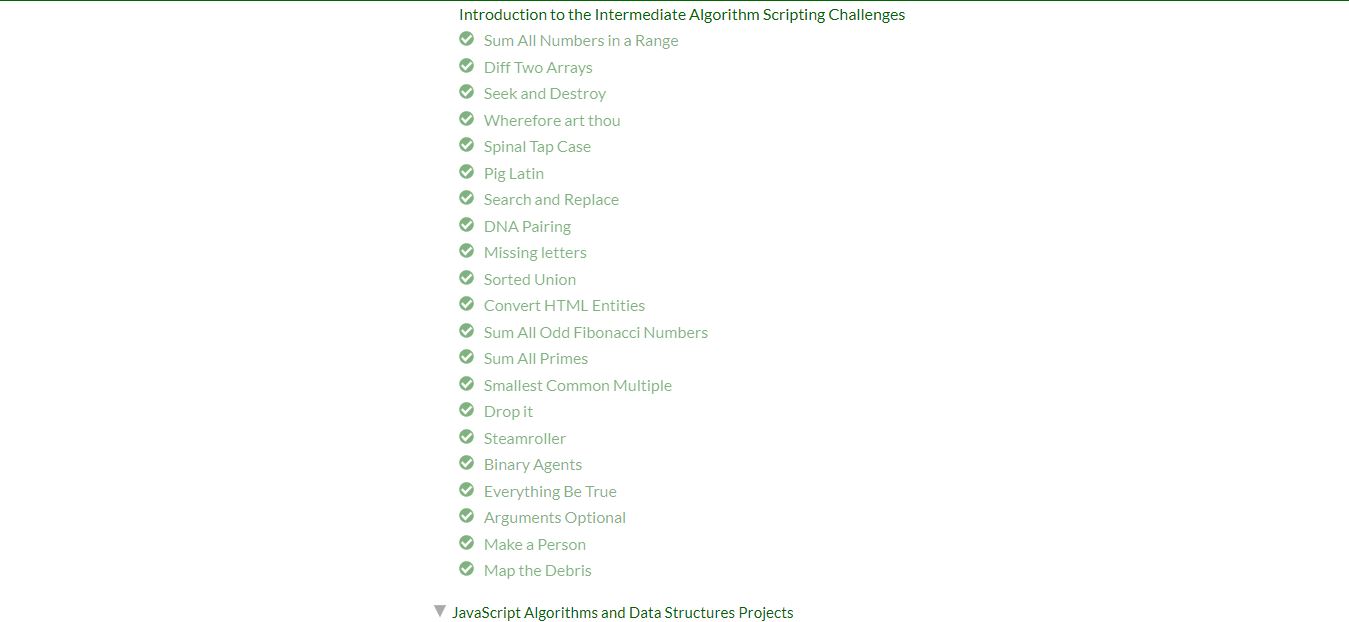 Introduction to the Intermediate Algorithm Scripting Challenges
Sum All Numbers in a Range
Diff Two Arrays
Seek and Destroy
Wherefore art thou
Spinal Tap Case
Pig Latin
Search and Replace
DNA Pairing
Missing letters
Sorted Union
Convert HTML Entities
Sum All Odd Fibonacci Numbers
Sum All Primes
Smallest Common Multiple
Drop it
Steamroller
Binary Agents
Everything Be True
Arguments Optional
Make a Person
Map the Debris
JavaScript Algorithms and Data Structures Projects